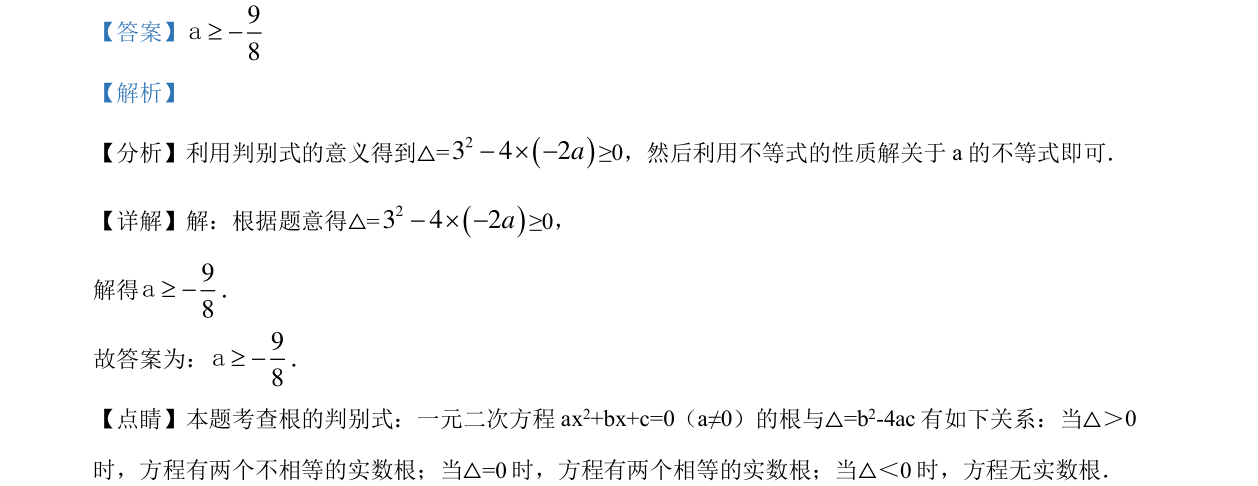 【答案】a≥-9/8
【解析】
【分析】利用判别式的意义得到△=3²-4×(-2a)≥0，然后利用不等式的性质解关于 a 的不等式即可．
【详解】解：根据题意得△=3²-4×(-2a)≥0，
解得a≥-9/8．
故答案为：a≥-9/8．
【点睛】本题考查根的判别式：一元二次方程 ax²+bx+c=0（a≠0）的根与△=b²-4ac 有如下关系：当△＞0
时，方程有两个不相等的实数根；当△=0 时，方程有两个相等的实数根；当△＜0 时，方程无实数根．